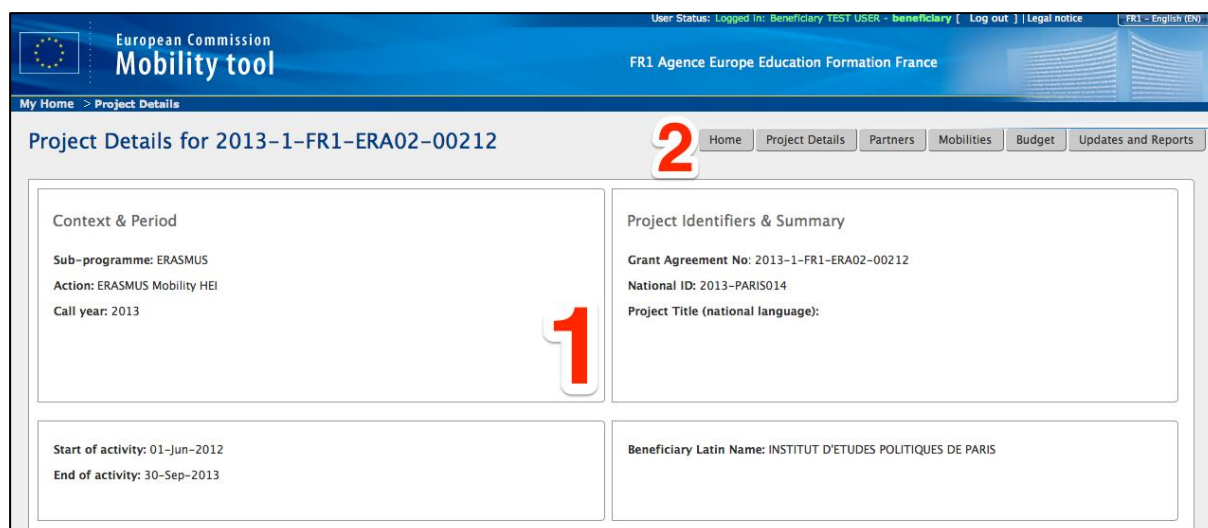 User Status: Logged In: Beneficiary TEST USER - beneficiary [ Log out ] | Legal notice
FR1 - English (EN)
European Commission
Mobility tool
FR1 Agence Europe Education Formation France
My Home > Project Details
Project Details for 2013-1-FR1-ERA02-00212
2
Home
Project Details
Partners
Mobilities
Budget
Updates and Reports
Context & Period
Sub-programme: ERASMUS
Action: ERASMUS Mobility HEI
Call year: 2013
1
Project Identifiers & Summary
Grant Agreement No: 2013-1-FR1-ERA02-00212
National ID: 2013-PARIS014
Project Title (national language):
Start of activity: 01-Jun-2012
End of activity: 30-Sep-2013
Beneficiary Latin Name: INSTITUT D'ETUDES POLITIQUES DE PARIS